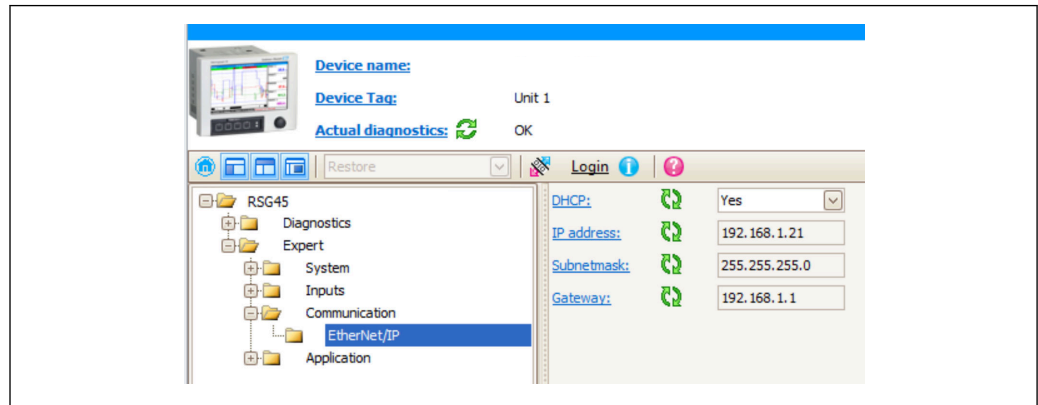 Device name:
Device Tag: Unit 1
Actual diagnostics: OK
Restore Login
RSG45
Diagnostics
Expert
System
Inputs
Communication
EtherNet/IP
Application
DHCP: Yes
IP address: 192.168.1.21
Subnetmask: 255.255.255.0
Gateway: 192.168.1.1